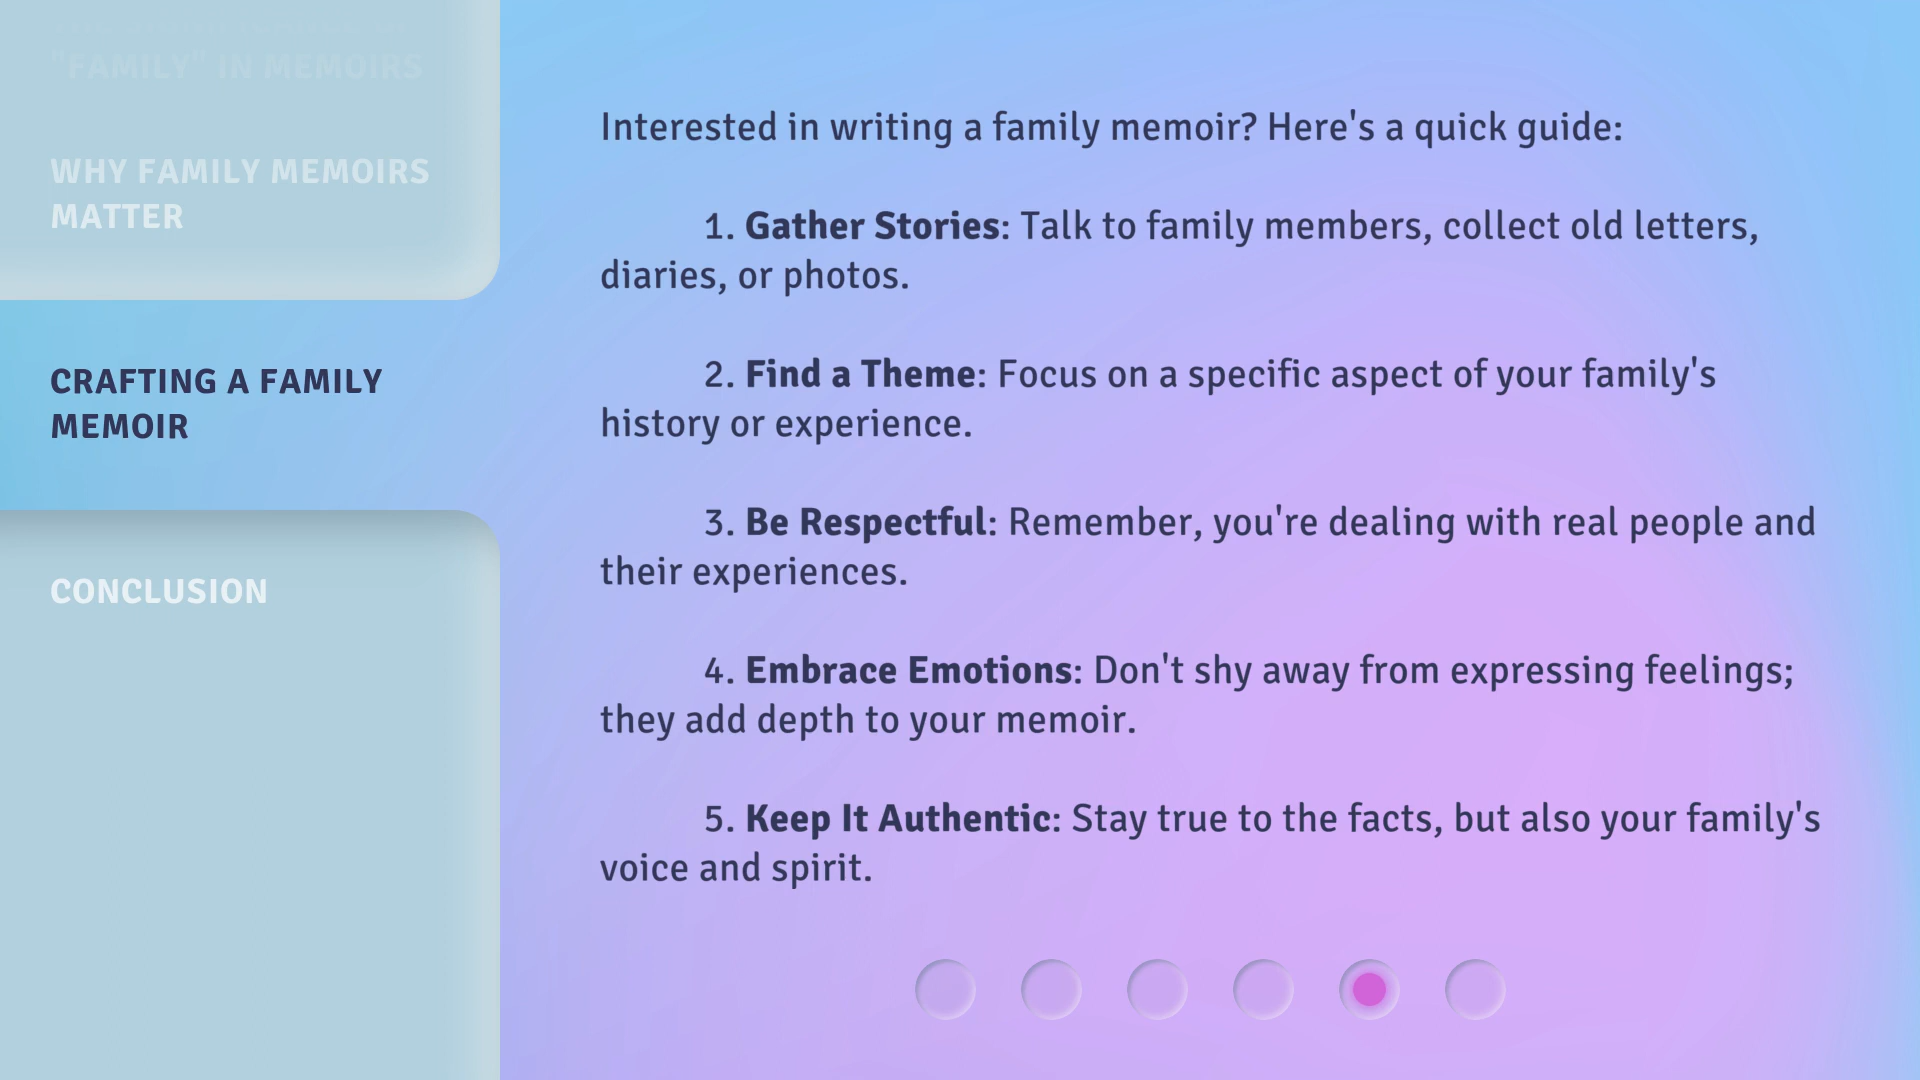 "FAMILY" IN MEMOIRS
WHY FAMILY MEMOIRS
MATTER
CRAFTING A FAMILY
MEMOIR
CONCLUSION
Interested in writing a family memoir? Here's a quick guide:
1. Gather Stories: Talk to family members, collect old letters,
diaries, or photos.
2. Find a Theme: Focus on a specific aspect of your family's
history or experience.
3. Be Respectful: Remember, you're dealing with real people and
their experiences.
4. Embrace Emotions: Don't shy away from expressing feelings;
they add depth to your memoir.
5. Keep It Authentic: Stay true to the facts, but also your family's
voice and spirit.